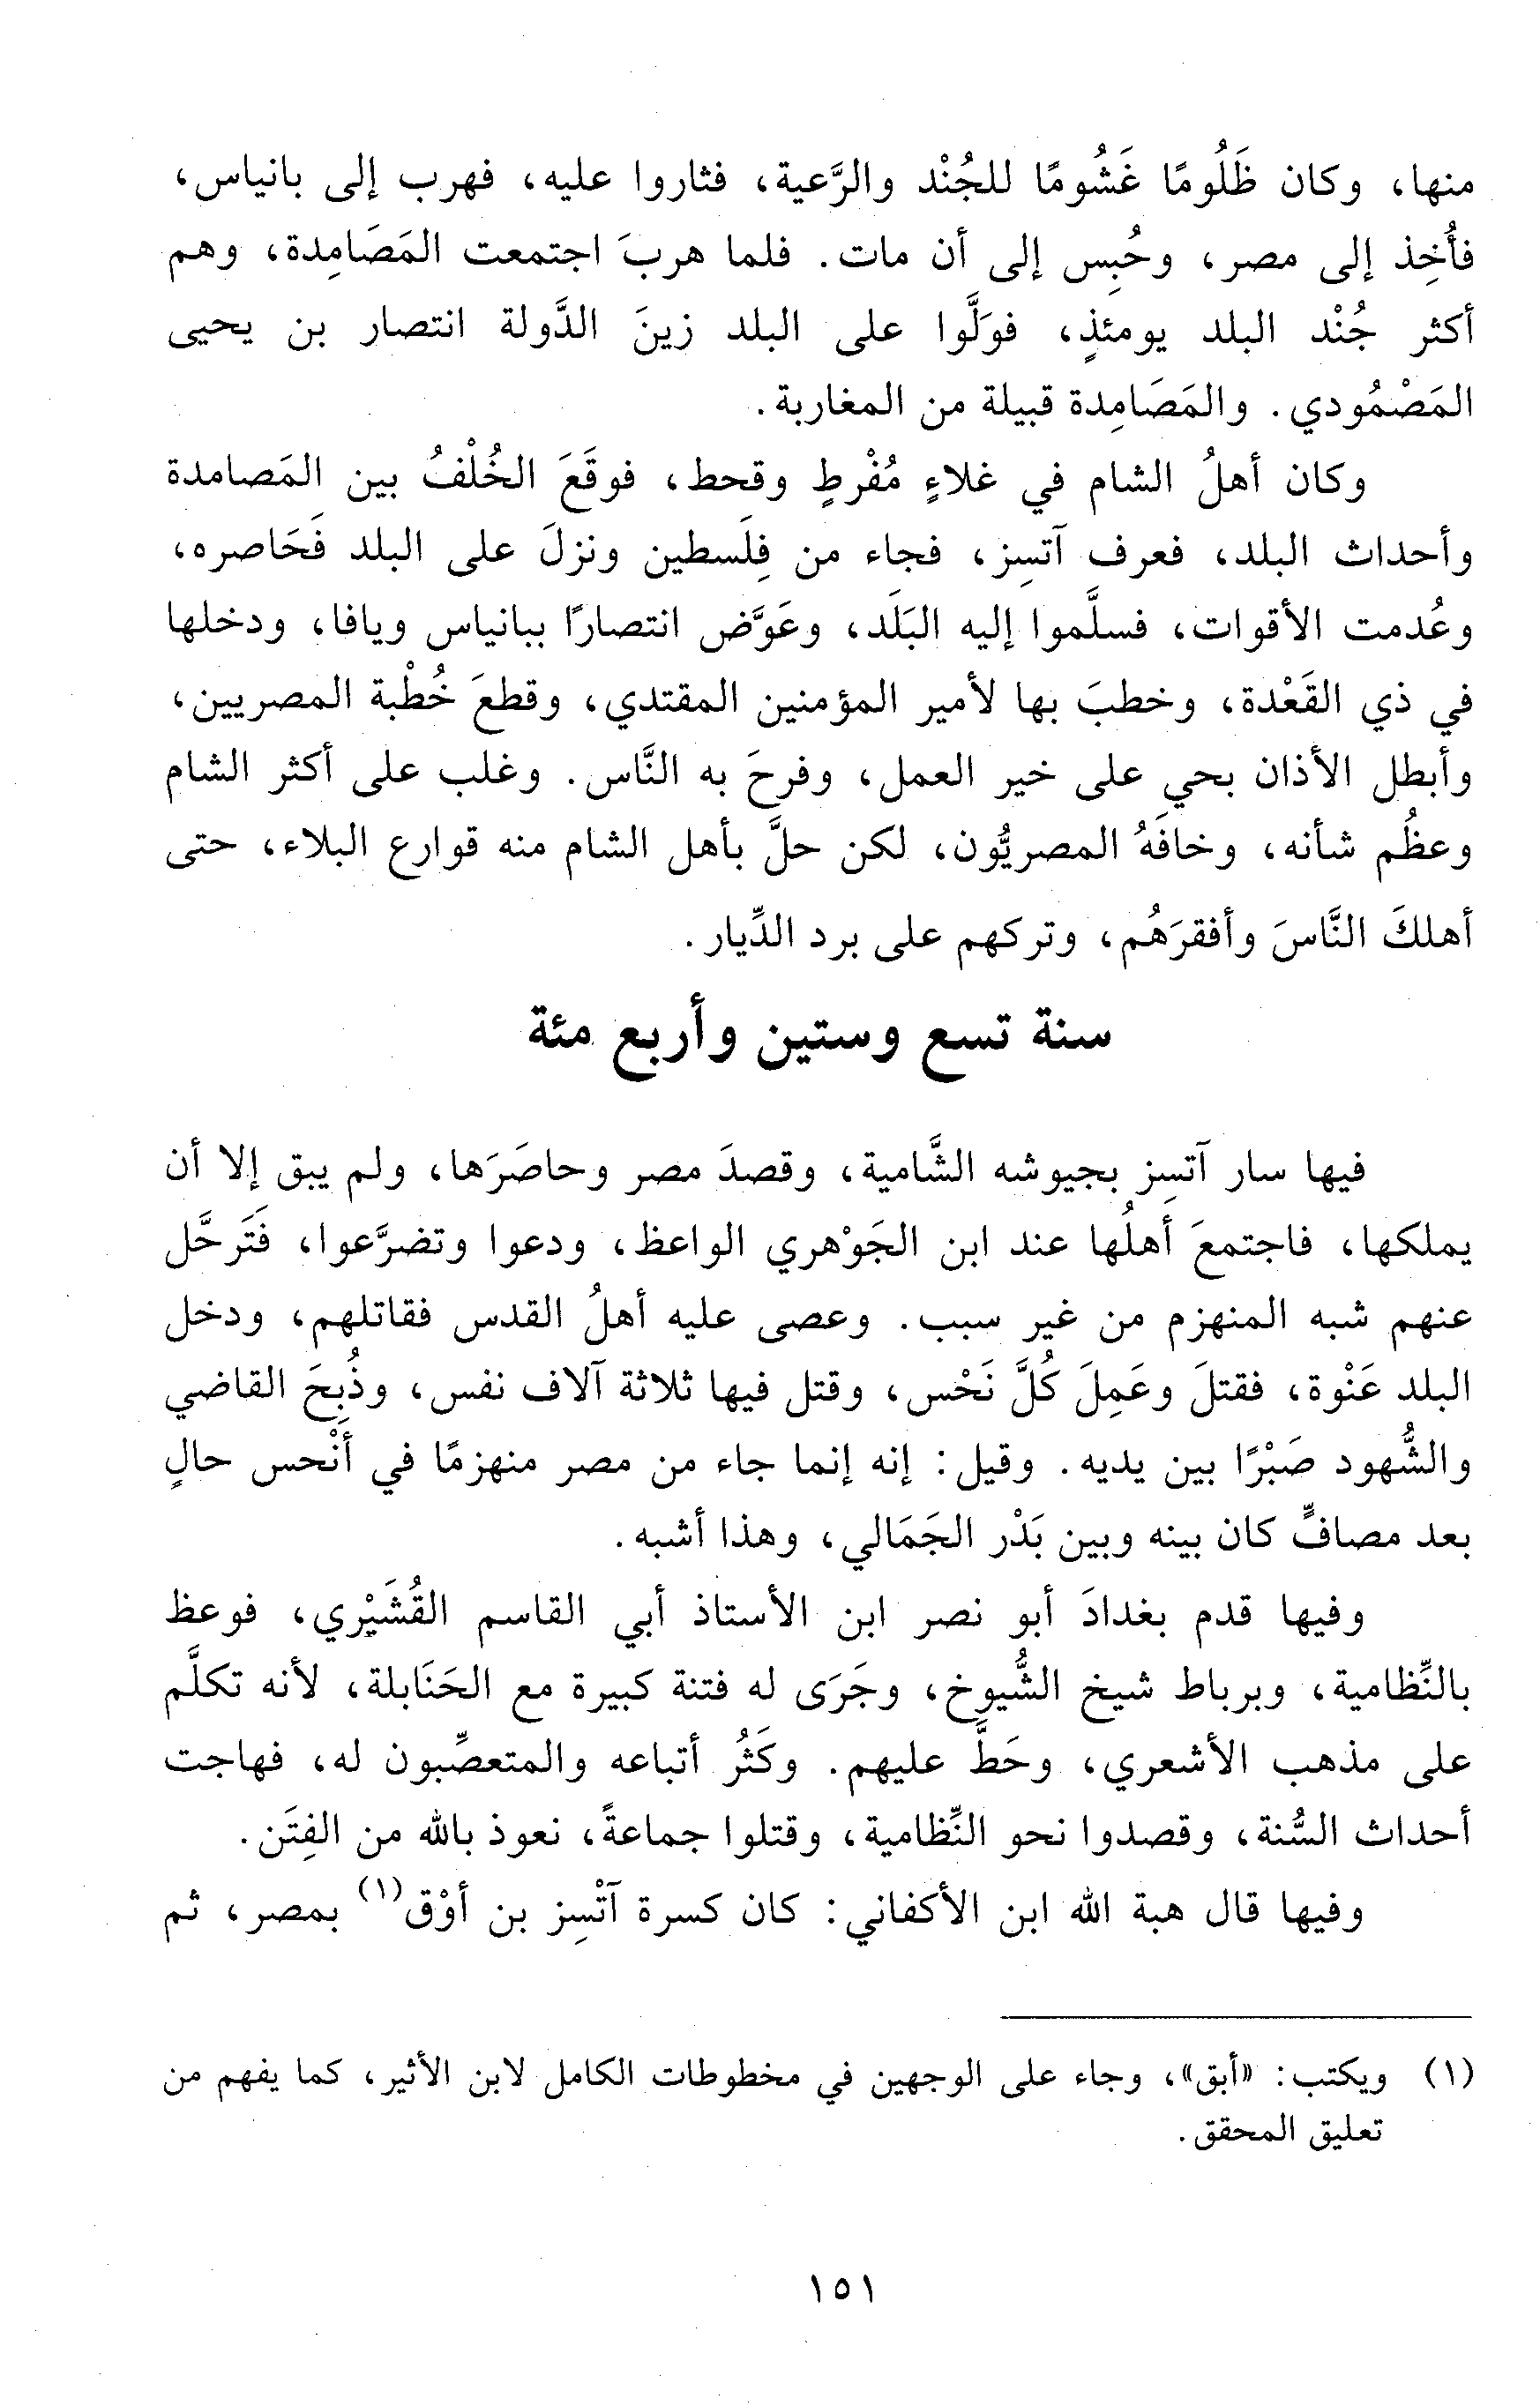 منها، وكان ظَلُومًا غَشُومًا للجُنْد والرَّعية، فثاروا عليه، فهرب إلى بانياس،
فأُخِذ إلى مصر، وحُبِس إلى أن مات. فلما هربَ اجتمعت المَصَامِدة، وهم
أكثر جُنْد البلد يومئذٍ، فوَلَّوا على البلد زينَ الدَّولة انتصار بن يحيى
المَصْمُودي. والمَصَامِدة قبيلة من المغاربة.
وكان أهلُ الشام في غلاءٍ مُفْرطٍ وقحط، فوقَعَ الخُلْفُ بين المَصامدة
وأحداث البلد، فعرف آتسِز، فجاء من فِلَسطين ونزلَ على البلد فَحَاصره،
وعُدمت الأقوات، فسلَّموا إليه البَلَد، وعَوَّض انتصارًا ببانياس ويافا، ودخلها
في ذي القَعْدة، وخطبَ بها لأمير المؤمنين المقتدي، وقطعَ خُطْبة المصريين،
وأبطل الأذان بحي على خير العمل، وفرحَ به النَّاس. وغلب على أكثر الشام
وعظُم شأنه، وخافَهُ المصريُّون، لكن حلَّ بأهل الشام منه قوارع البلاء، حتى
أهلكَ النَّاسَ وأفقرَهُم، وتركهم على برد الدِّيار.
سنة تسع وستين وأربع مئة
فيها سار آتسِز بجيوشه الشَّامية، وقصدَ مصر وحاصَرَها، ولم يبق إلا أن
يملكها، فاجتمعَ أهلُها عند ابن الجَوْهري الواعظ، ودعوا وتضرَّعوا، فَتَرحَّل
عنهم شبه المنهزم من غير سبب. وعصى عليه أهلُ القدس فقاتلهم، ودخل
البلد عَنْوة، فقتلَ وعَمِلَ كُلَّ نَحْس، وقتل فيها ثلاثة آلاف نفس، وذُبِحَ القاضي
والشُّهود صَبْرًا بين يديه. وقيل: إنه إنما جاء من مصر منهزمًا في أَنْحس حالٍ
بعد مصافٍّ كان بينه وبين بَدْر الجَمَالي، وهذا أشبه.
وفيها قدم بغدادَ أبو نصر ابن الأستاذ أبي القاسم القُشَيْري، فوعظ
بالنِّظامية، وبرباط شيخ الشُّيوخ، وجَرَى له فتنة كبيرة مع الحَنَابلة، لأنه تكلَّم
على مذهب الأشعري، وحَطَّ عليهم. وكَثُر أتباعه والمتعصِّبون له، فهاجت
أحداث السُّنة، وقصدوا نحو النِّظامية، وقتلوا جماعةً، نعوذ بالله من الفِتَن.
وفيها قال هبة الله ابن الأكفاني: كان كسرة آتْسِز بن أوْق(١) بمصر، ثم
(١) ويكتب: «أبق»، وجاء على الوجهين في مخطوطات الكامل لابن الأثير، كما يفهم من
تعليق المحقق.
١٥١